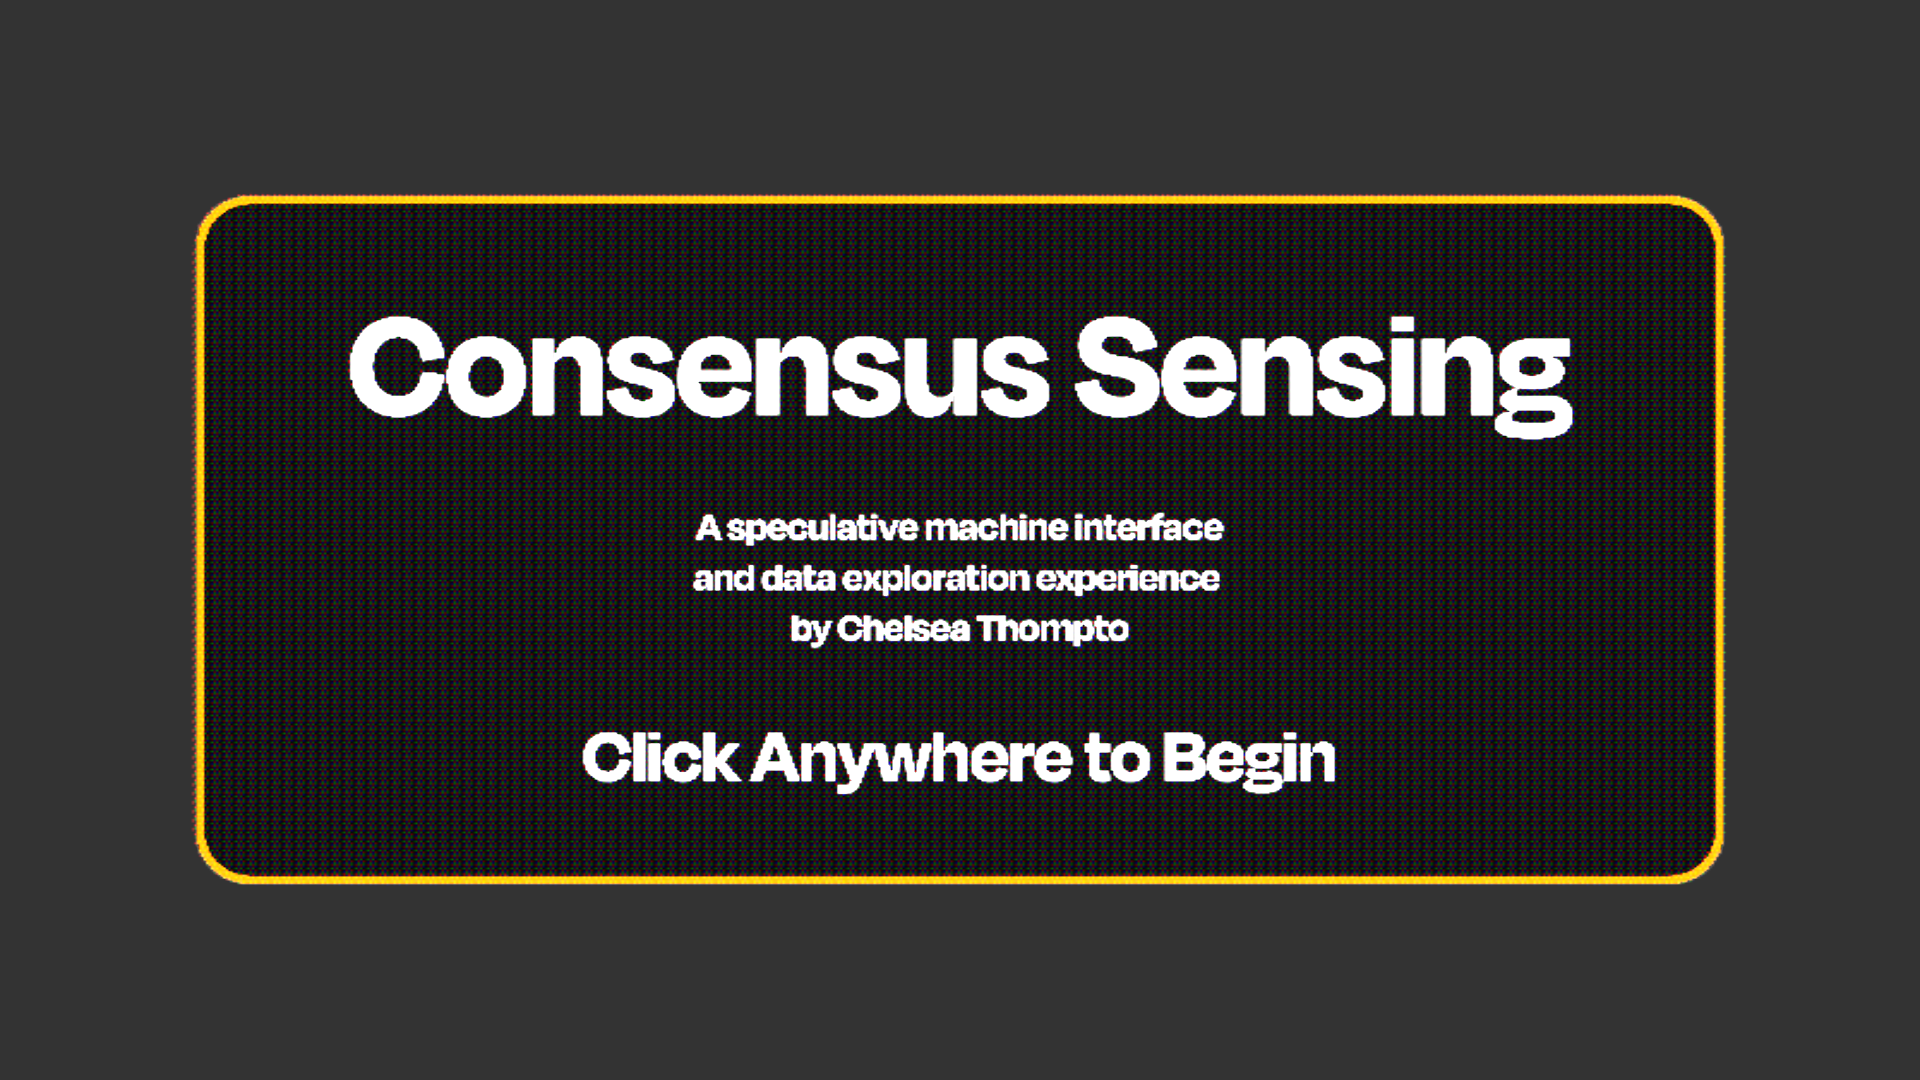 Consensus Sensing
A speculative machine interface
and data exploration experience
by Chelsea Thompto
Click Anywhere to Begin